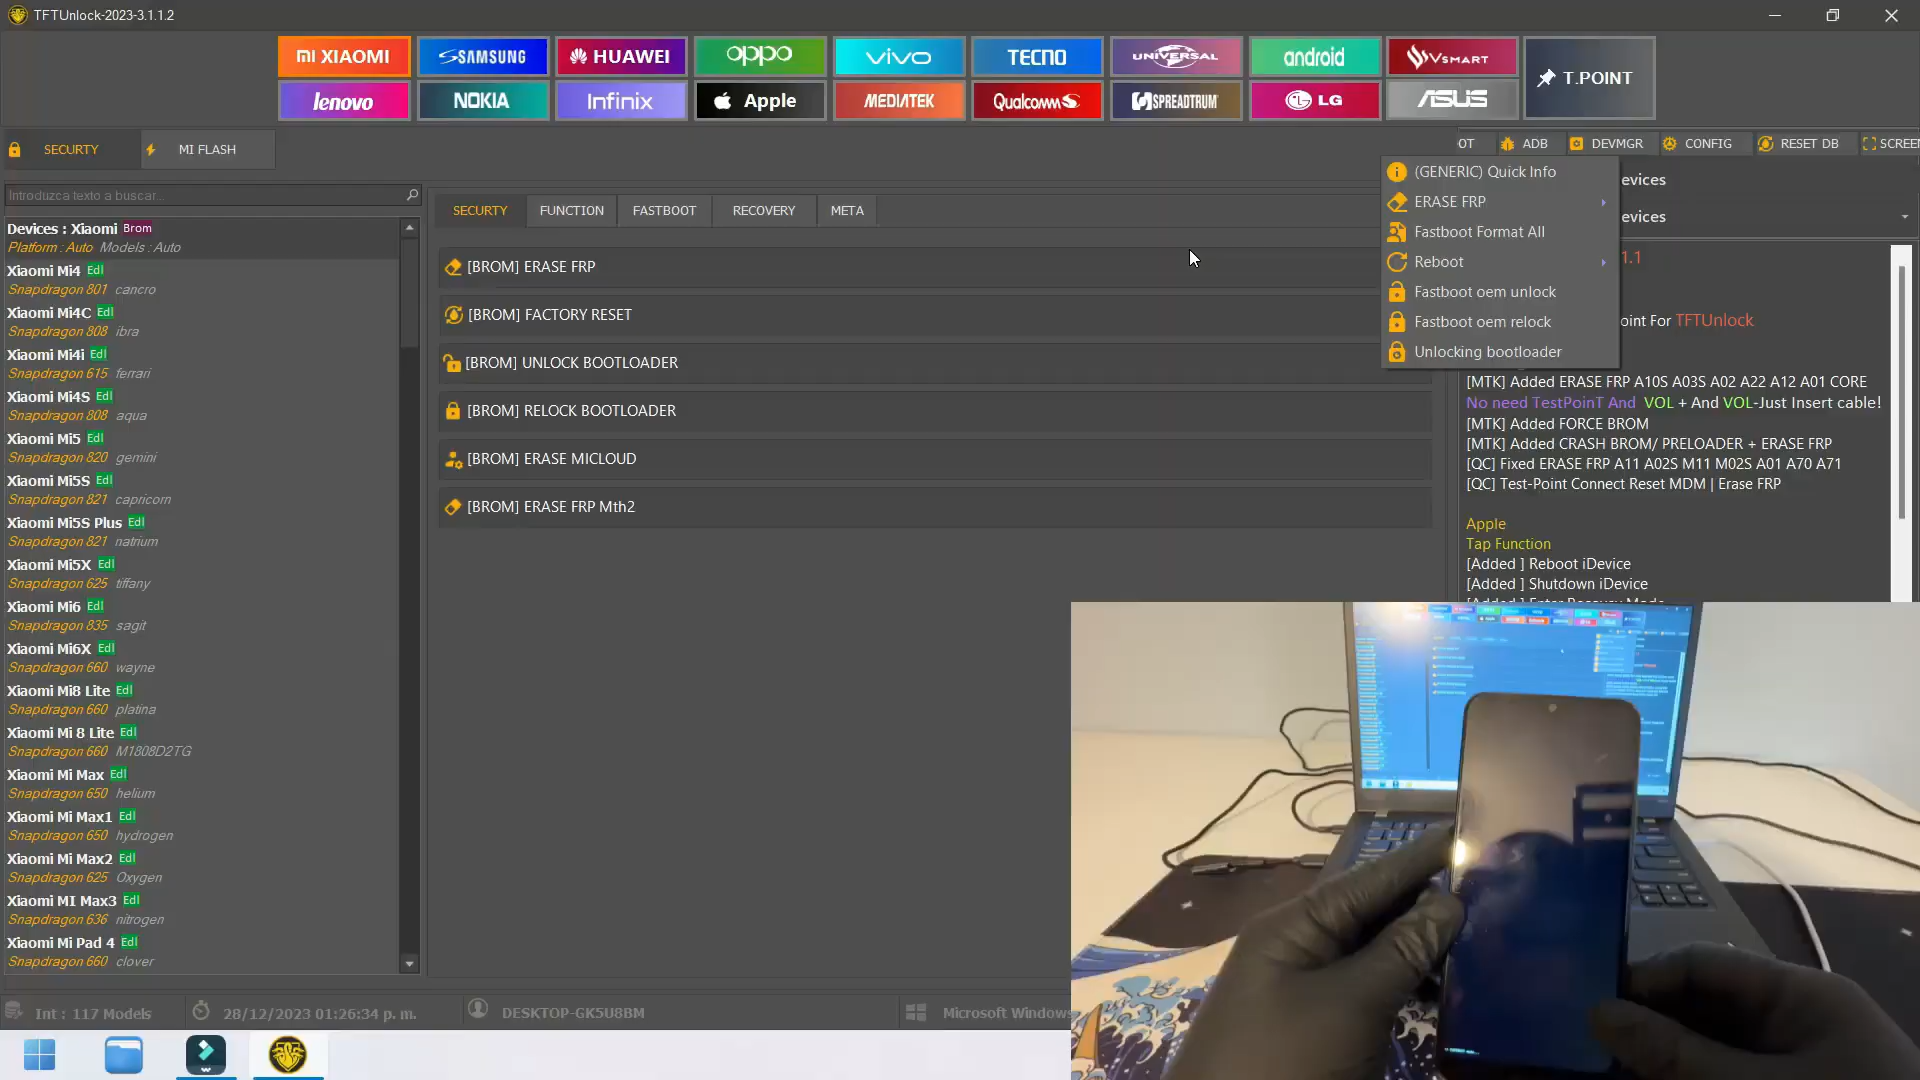 TFTUnlock-2023-3.1.1.2
XIAOMI
SAMSUNG
HUAWEI
oppo
vivo
TECNO
UNIVERSAL
android
VSMART
T.POINT
lenovo
NOKIA
Infinix
Apple
MEDIATEK
Qualcomm
SPREADTRUM
LG
ASUS
SECURTY
MI FLASH
OT
ADB
DEVMGR
CONFIG
RESET DB
SCREEN
Introduzca texto a buscar...
Devices : Xiaomi Brom
Platform : Auto Models : Auto
Xiaomi Mi4 Edl
Snapdragon 801 cancro
Xiaomi Mi4C Edl
Snapdragon 808 ibra
Xiaomi Mi4i Edl
Snapdragon 615 ferrari
Xiaomi Mi4S Edl
Snapdragon 808 aqua
Xiaomi Mi5 Edl
Snapdragon 820 gemini
Xiaomi Mi5S Edl
Snapdragon 821 capricorn
Xiaomi Mi5S Plus Edl
Snapdragon 821 natrium
Xiaomi Mi5X Edl
Snapdragon 625 tiffany
Xiaomi Mi6 Edl
Snapdragon 835 sagit
Xiaomi Mi6X Edl
Snapdragon 660 wayne
Xiaomi Mi8 Lite Edl
Snapdragon 660 platina
Xiaomi Mi 8 Lite Edl
Snapdragon 660 M1808D2TG
Xiaomi Mi Max Edl
Snapdragon 650 helium
Xiaomi Mi Max1 Edl
Snapdragon 650 hydrogen
Xiaomi Mi Max2 Edl
Snapdragon 625 Oxygen
Xiaomi MI Max3 Edl
Snapdragon 636 nitrogen
Xiaomi Mi Pad 4 Edl
Snapdragon 660 clover
SECURTY
FUNCTION
FASTBOOT
RECOVERY
META
[BROM] ERASE FRP
[BROM] FACTORY RESET
[BROM] UNLOCK BOOTLOADER
[BROM] RELOCK BOOTLOADER
[BROM] ERASE MICLOUD
[BROM] ERASE FRP Mth2
(GENERIC) Quick Info
ERASE FRP
Fastboot Format All
Reboot
Fastboot oem unlock
Fastboot oem relock
Unlocking bootloader
evices
evices
1.1
oint For TFTUnlock
[MTK] Added ERASE FRP A10S A03S A02 A22 A12 A01 CORE
No need TestPoinT And VOL + And VOL-Just Insert cable!
[MTK] Added FORCE BROM
[MTK] Added CRASH BROM/ PRELOADER + ERASE FRP
[QC] Fixed ERASE FRP A11 A02S M11 M02S A01 A70 A71
[QC] Test-Point Connect Reset MDM | Erase FRP
Apple
Tap Function
[Added ] Reboot iDevice
[Added ] Shutdown iDevice
Int : 117 Models
28/12/2023 01:26:34 p. m.
DESKTOP-GK5U8BM
Microsoft Windows